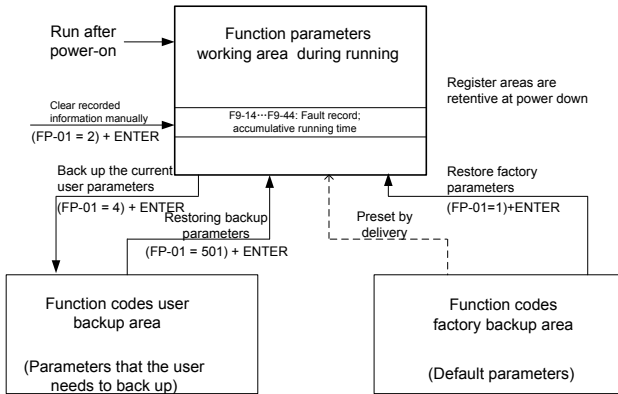 Run after
power-on
Function parameters
working area during running
Register areas are
retentive at power down
Clear recorded
information manually
(FP-01 = 2) + ENTER
F9-14···F9-44: Fault record;
accumulative running time
Back up the current
user parameters
(FP-01 = 4) + ENTER
Restoring backup
parameters
(FP-01 = 501) + ENTER
Preset by
delivery
Restore factory
parameters
(FP-01=1)+ENTER
Function codes user
backup area
(Parameters that the user
needs to back up)
Function codes
factory backup area
(Default parameters)